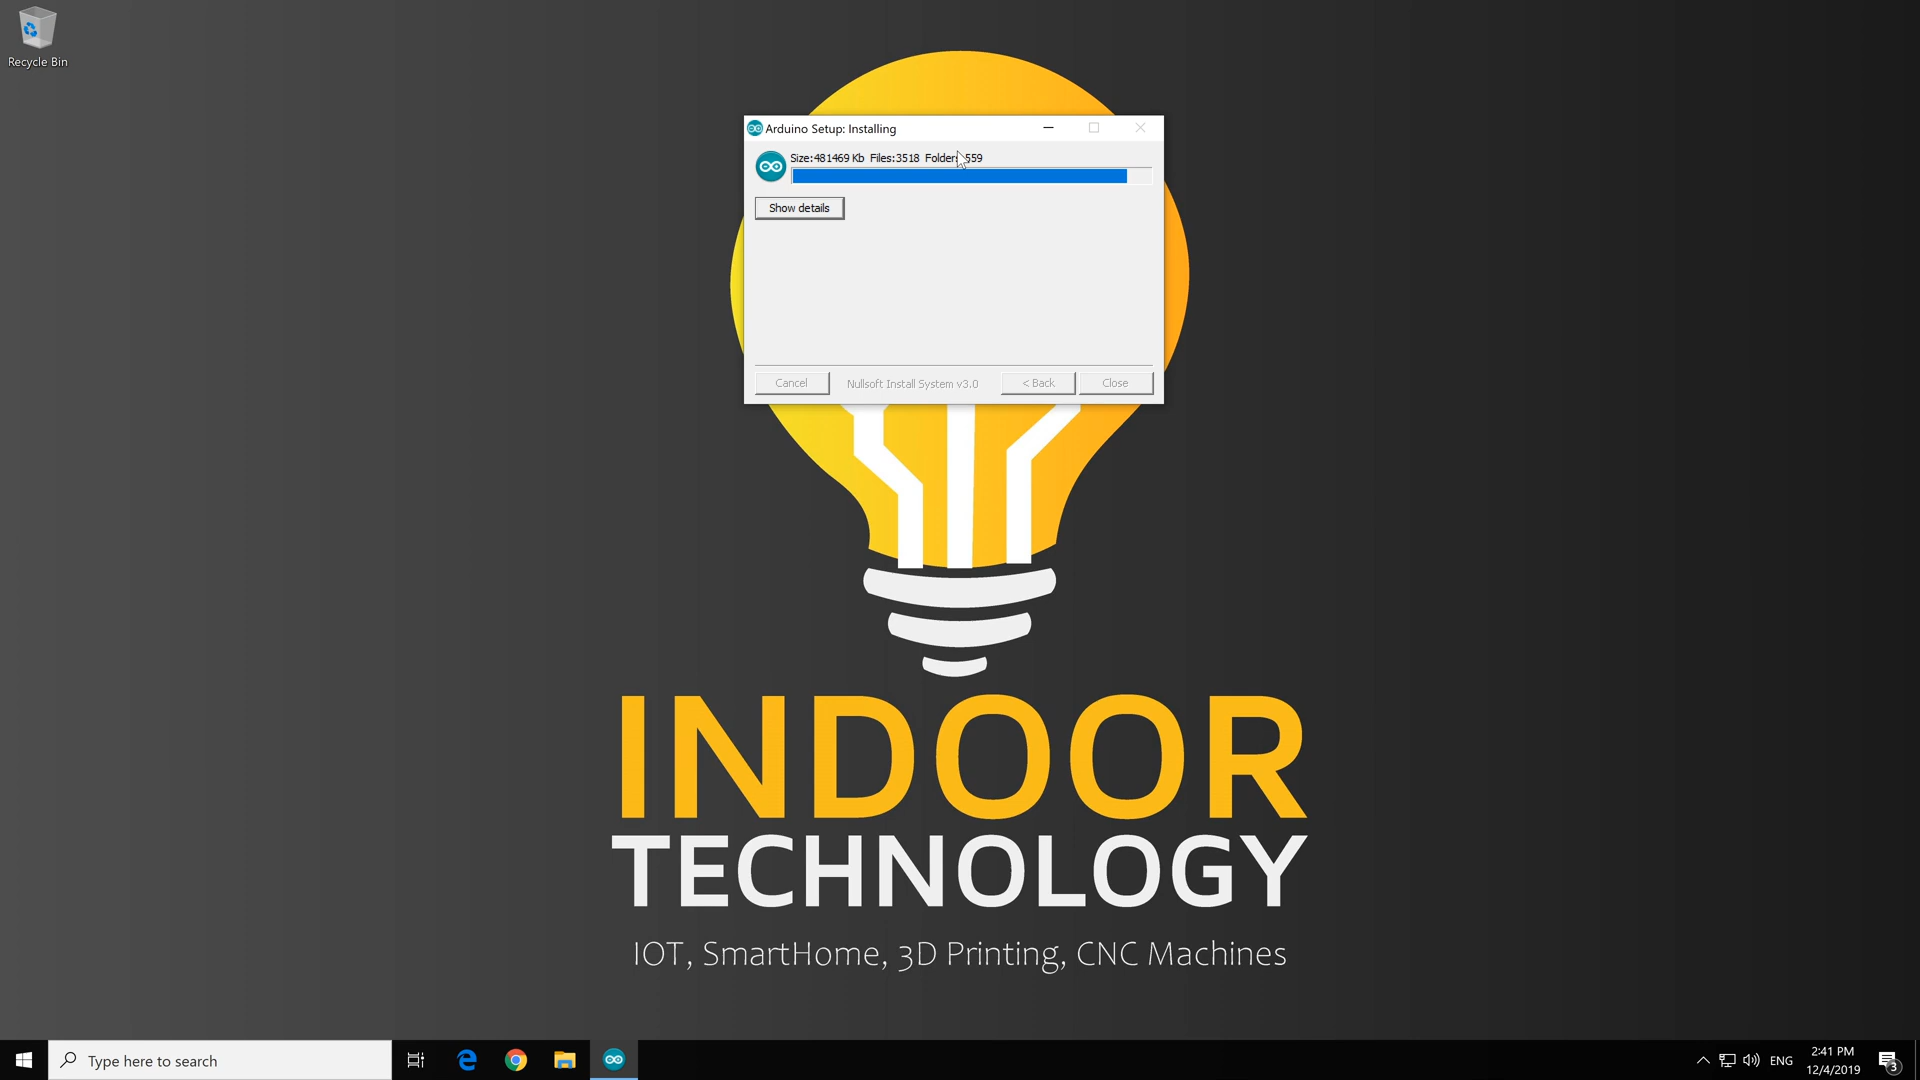 Recycle Bin
Arduino Setup: Installing
Size:481469 Kb Files:3518 Folders:559
Show details
Cancel
Nullsoft Install System v3.0
< Back
Close
INDOOR
TECHNOLOGY
IOT, SmartHome, 3D Printing, CNC Machines
Type here to search
ENG
2:41 PM
12/4/2019
3